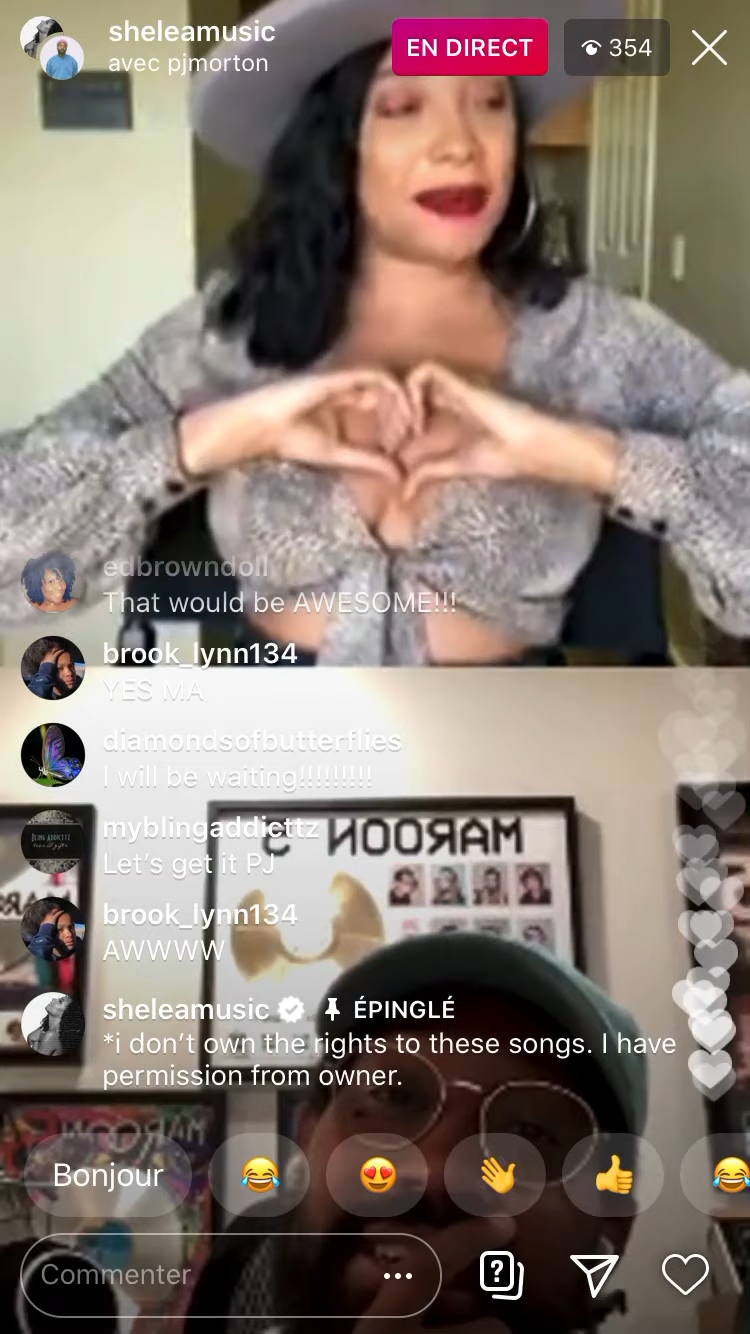 sheleamusic
avec pjmorton
EN DIRECT
354
edbrowndoll
That would be AWESOME!!!
brook_lynn134
YES MA
diamondsofbutterflies
I will be waiting!!!!!!!!!
myblingaddicttz
Let’s get it PJ
MAROON
brook_lynn134
AWWWW
sheleamusic ÉPINGLÉ
*i don’t own the rights to these songs. I have
permission from owner.
MAROON
Bonjour
Commenter